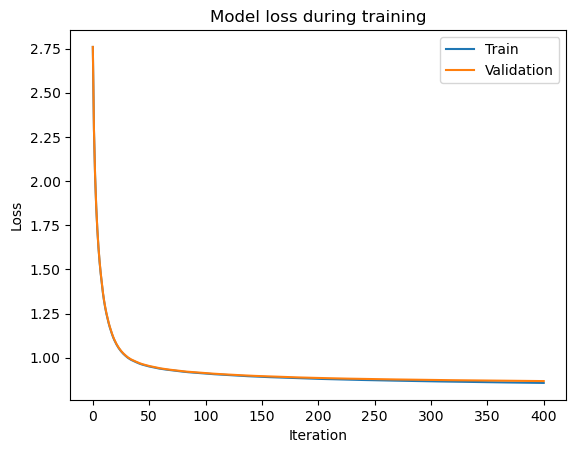 Model loss during training
Train
Validation
2.75
2.50
2.25
2.00
1.75
1.50
1.25
1.00
Loss
0 50 100 150 200 250 300 350 400
Iteration